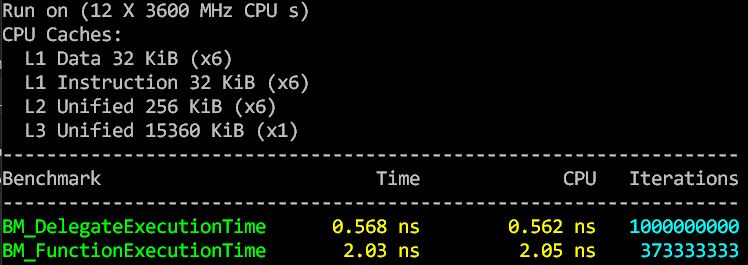 Run on (12 X 3600 MHz CPU s)
CPU Caches:
  L1 Data 32 KiB (x6)
  L1 Instruction 32 KiB (x6)
  L2 Unified 256 KiB (x6)
  L3 Unified 15360 KiB (x1)
---------------------------------------------------------------------
Benchmark                           Time             CPU   Iterations
---------------------------------------------------------------------
BM_DelegateExecutionTime        0.568 ns        0.562 ns   1000000000
BM_FunctionExecutionTime         2.03 ns         2.05 ns    373333333